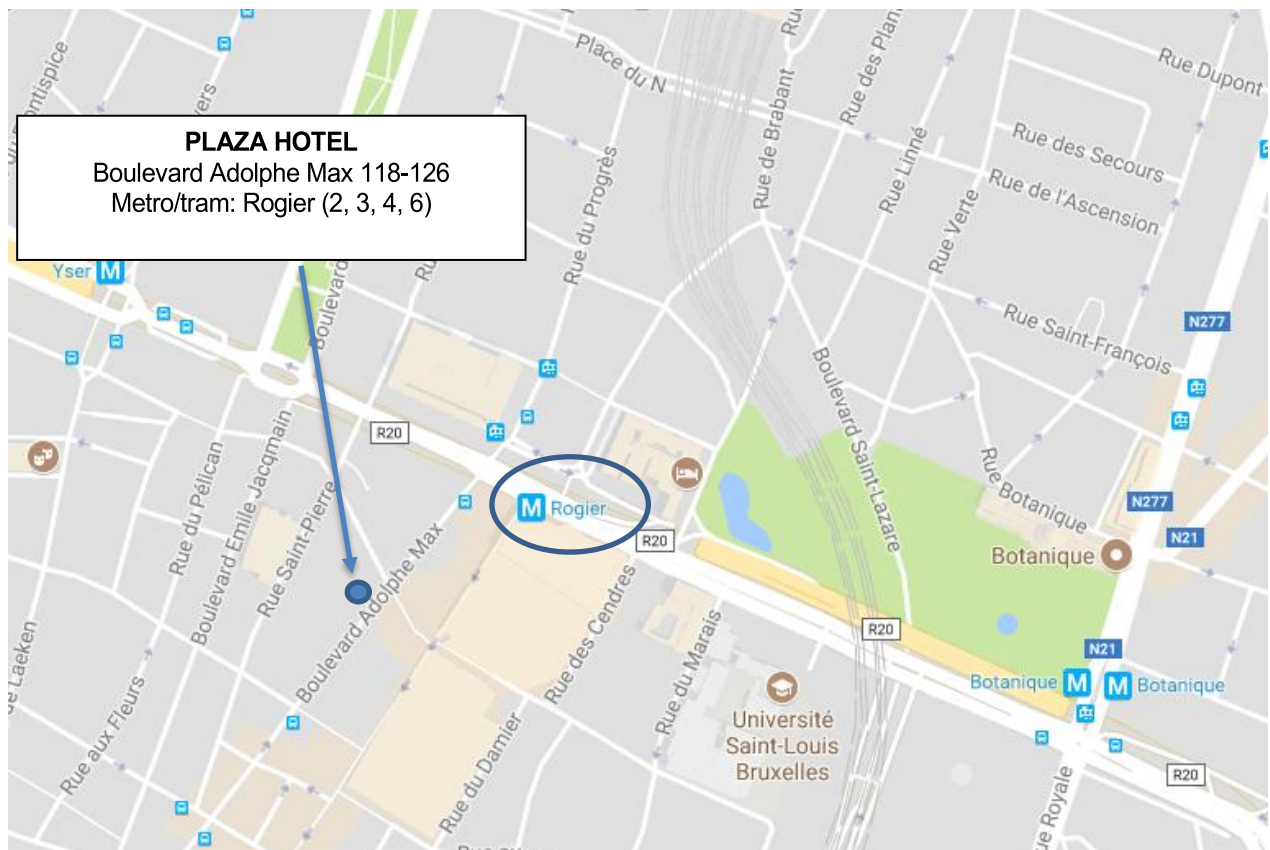 PLAZA HOTEL
Boulevard Adolphe Max 118-126
Metro/tram: Rogier (2, 3, 4, 6)
Place du N
Rue Dupont
Rue des Plan
Rue de Brabant
Rue des Secours
Rue Linné
Rue de l'Ascension
Rue du Progrès
Rue Verte
Yser
M
Boulevard
Rue Saint-François
N277
Boulevard Saint-Lazare
R20
Rue du Pélican
Boulevard Emile Jacqmain
Rue Saint-Pierre
Boulevard Adolphe Max
M
Rogier
R20
Rue Botanique
N277
N21
Botanique
Rue des Cendres
Rue du Marais
R20
N21
Botanique
M
M
Botanique
Université
Saint-Louis
Bruxelles
de Laeken
Rue aux Fleurs
Rue du Damier
R20
ue Royale